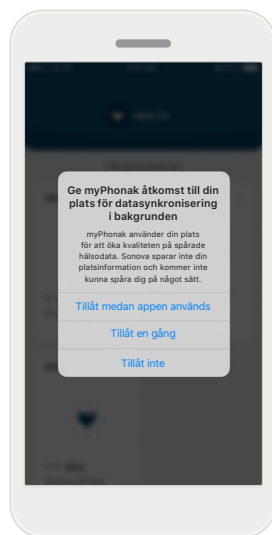 Ge myPhonak åtkomst till din
plats för datasynkronisering
i bakgrunden
myPhonak använder din plats
för att öka kvaliteten på spårade
hälsodata. Sonova sparar inte din
platsinformation och kommer inte
kunna spåra dig på något sätt.
Tillåt medan appen används
Tillåt en gång
Tillåt inte